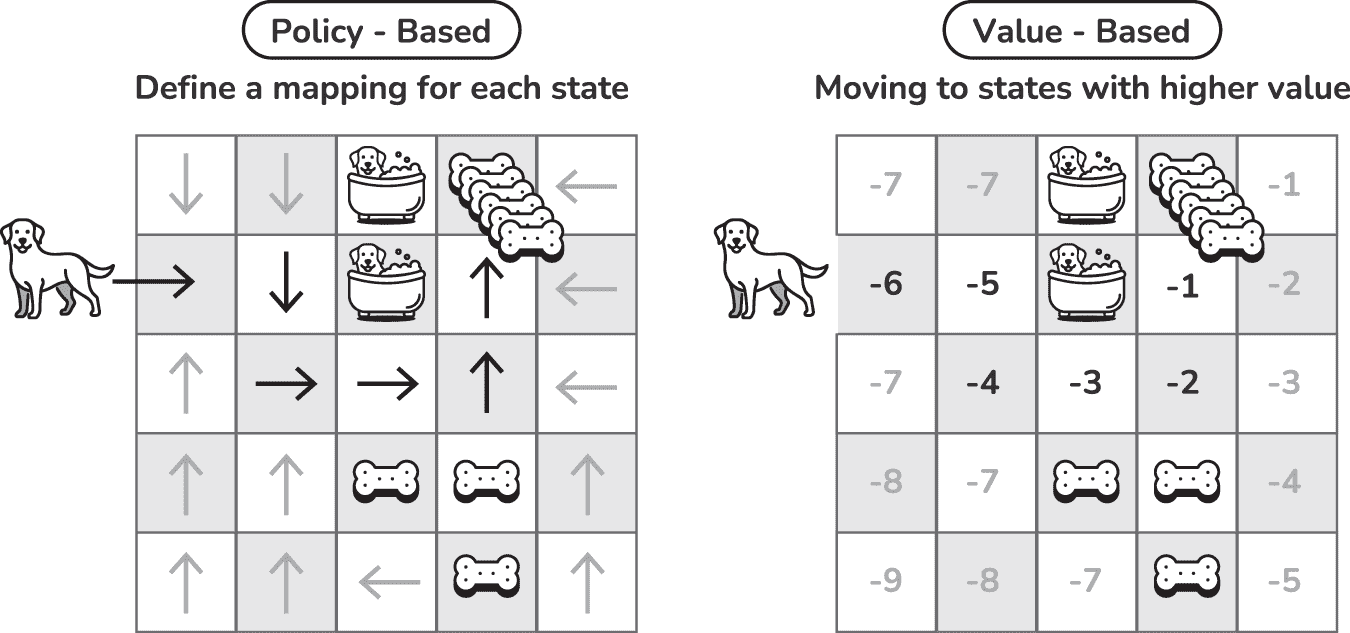 Policy - Based
Define a mapping for each state
Value - Based
Moving to states with higher value
-7 -7 -1
-6 -5 -1 -2
-7 -4 -3 -2 -3
-8 -7 -4
-9 -8 -7 -5